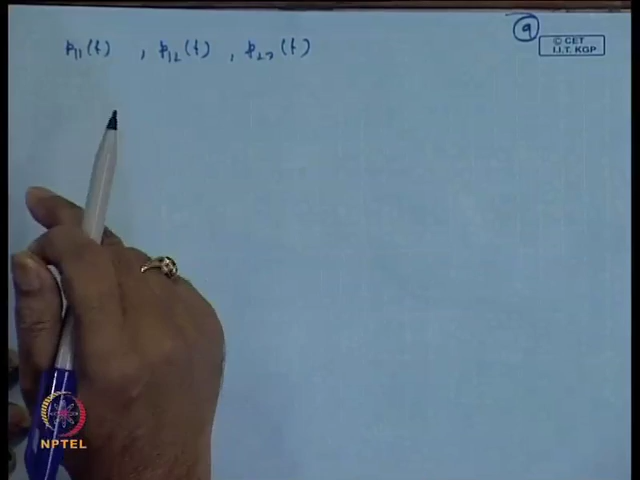 p₁₁(t) , p₁₂(t) , p₂₂(t)
9
© CET
I.I.T. KGP
NPTEL